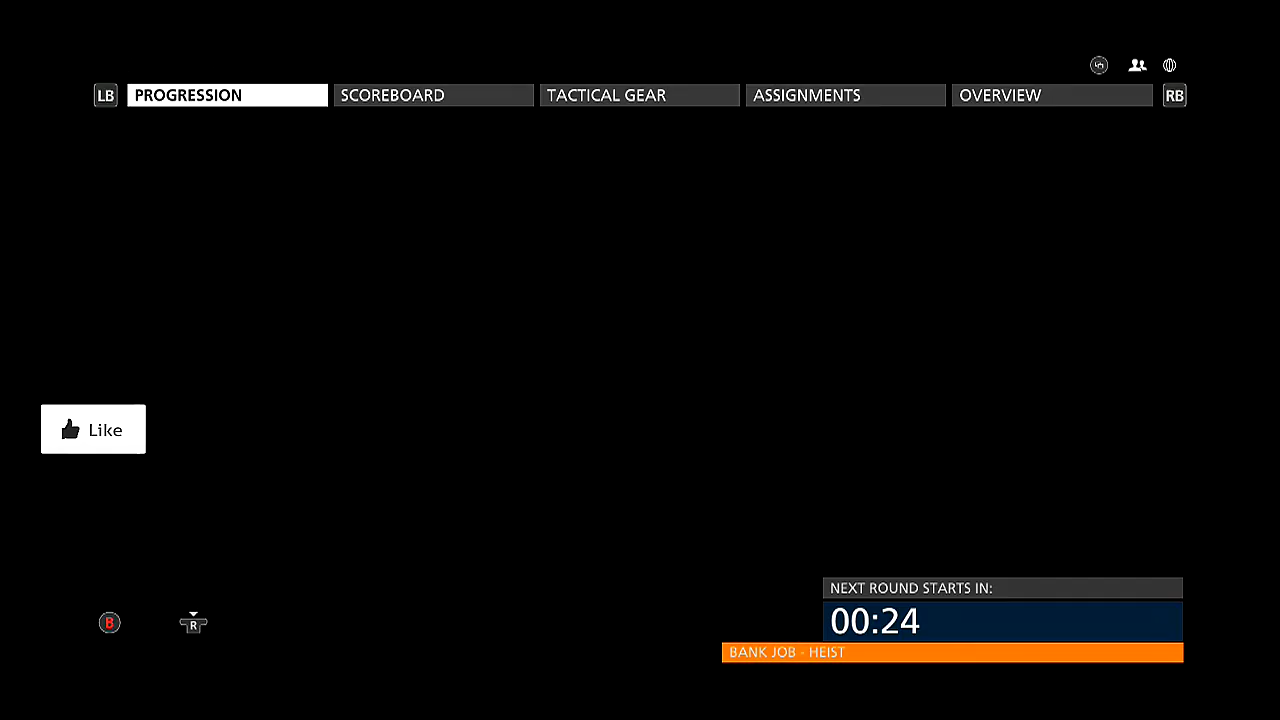 LB PROGRESSION SCOREBOARD TACTICAL GEAR ASSIGNMENTS OVERVIEW RB
Like
NEXT ROUND STARTS IN:
00:24
B R
BANK JOB - HEIST